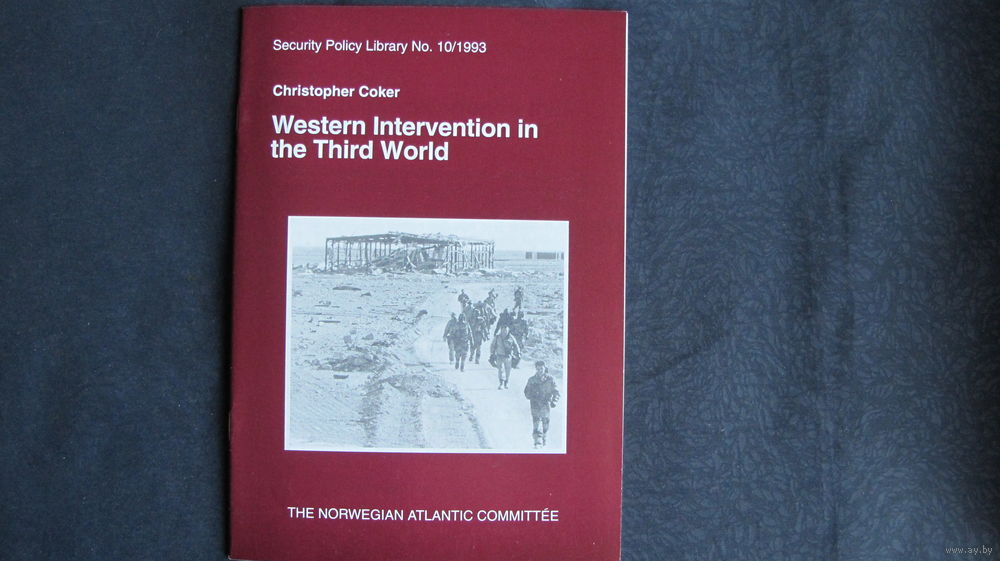 Security Policy Library No. 10/1993
Christopher Coker
Western Intervention in
the Third World
THE NORWEGIAN ATLANTIC COMMITTÉE
www.ay.by